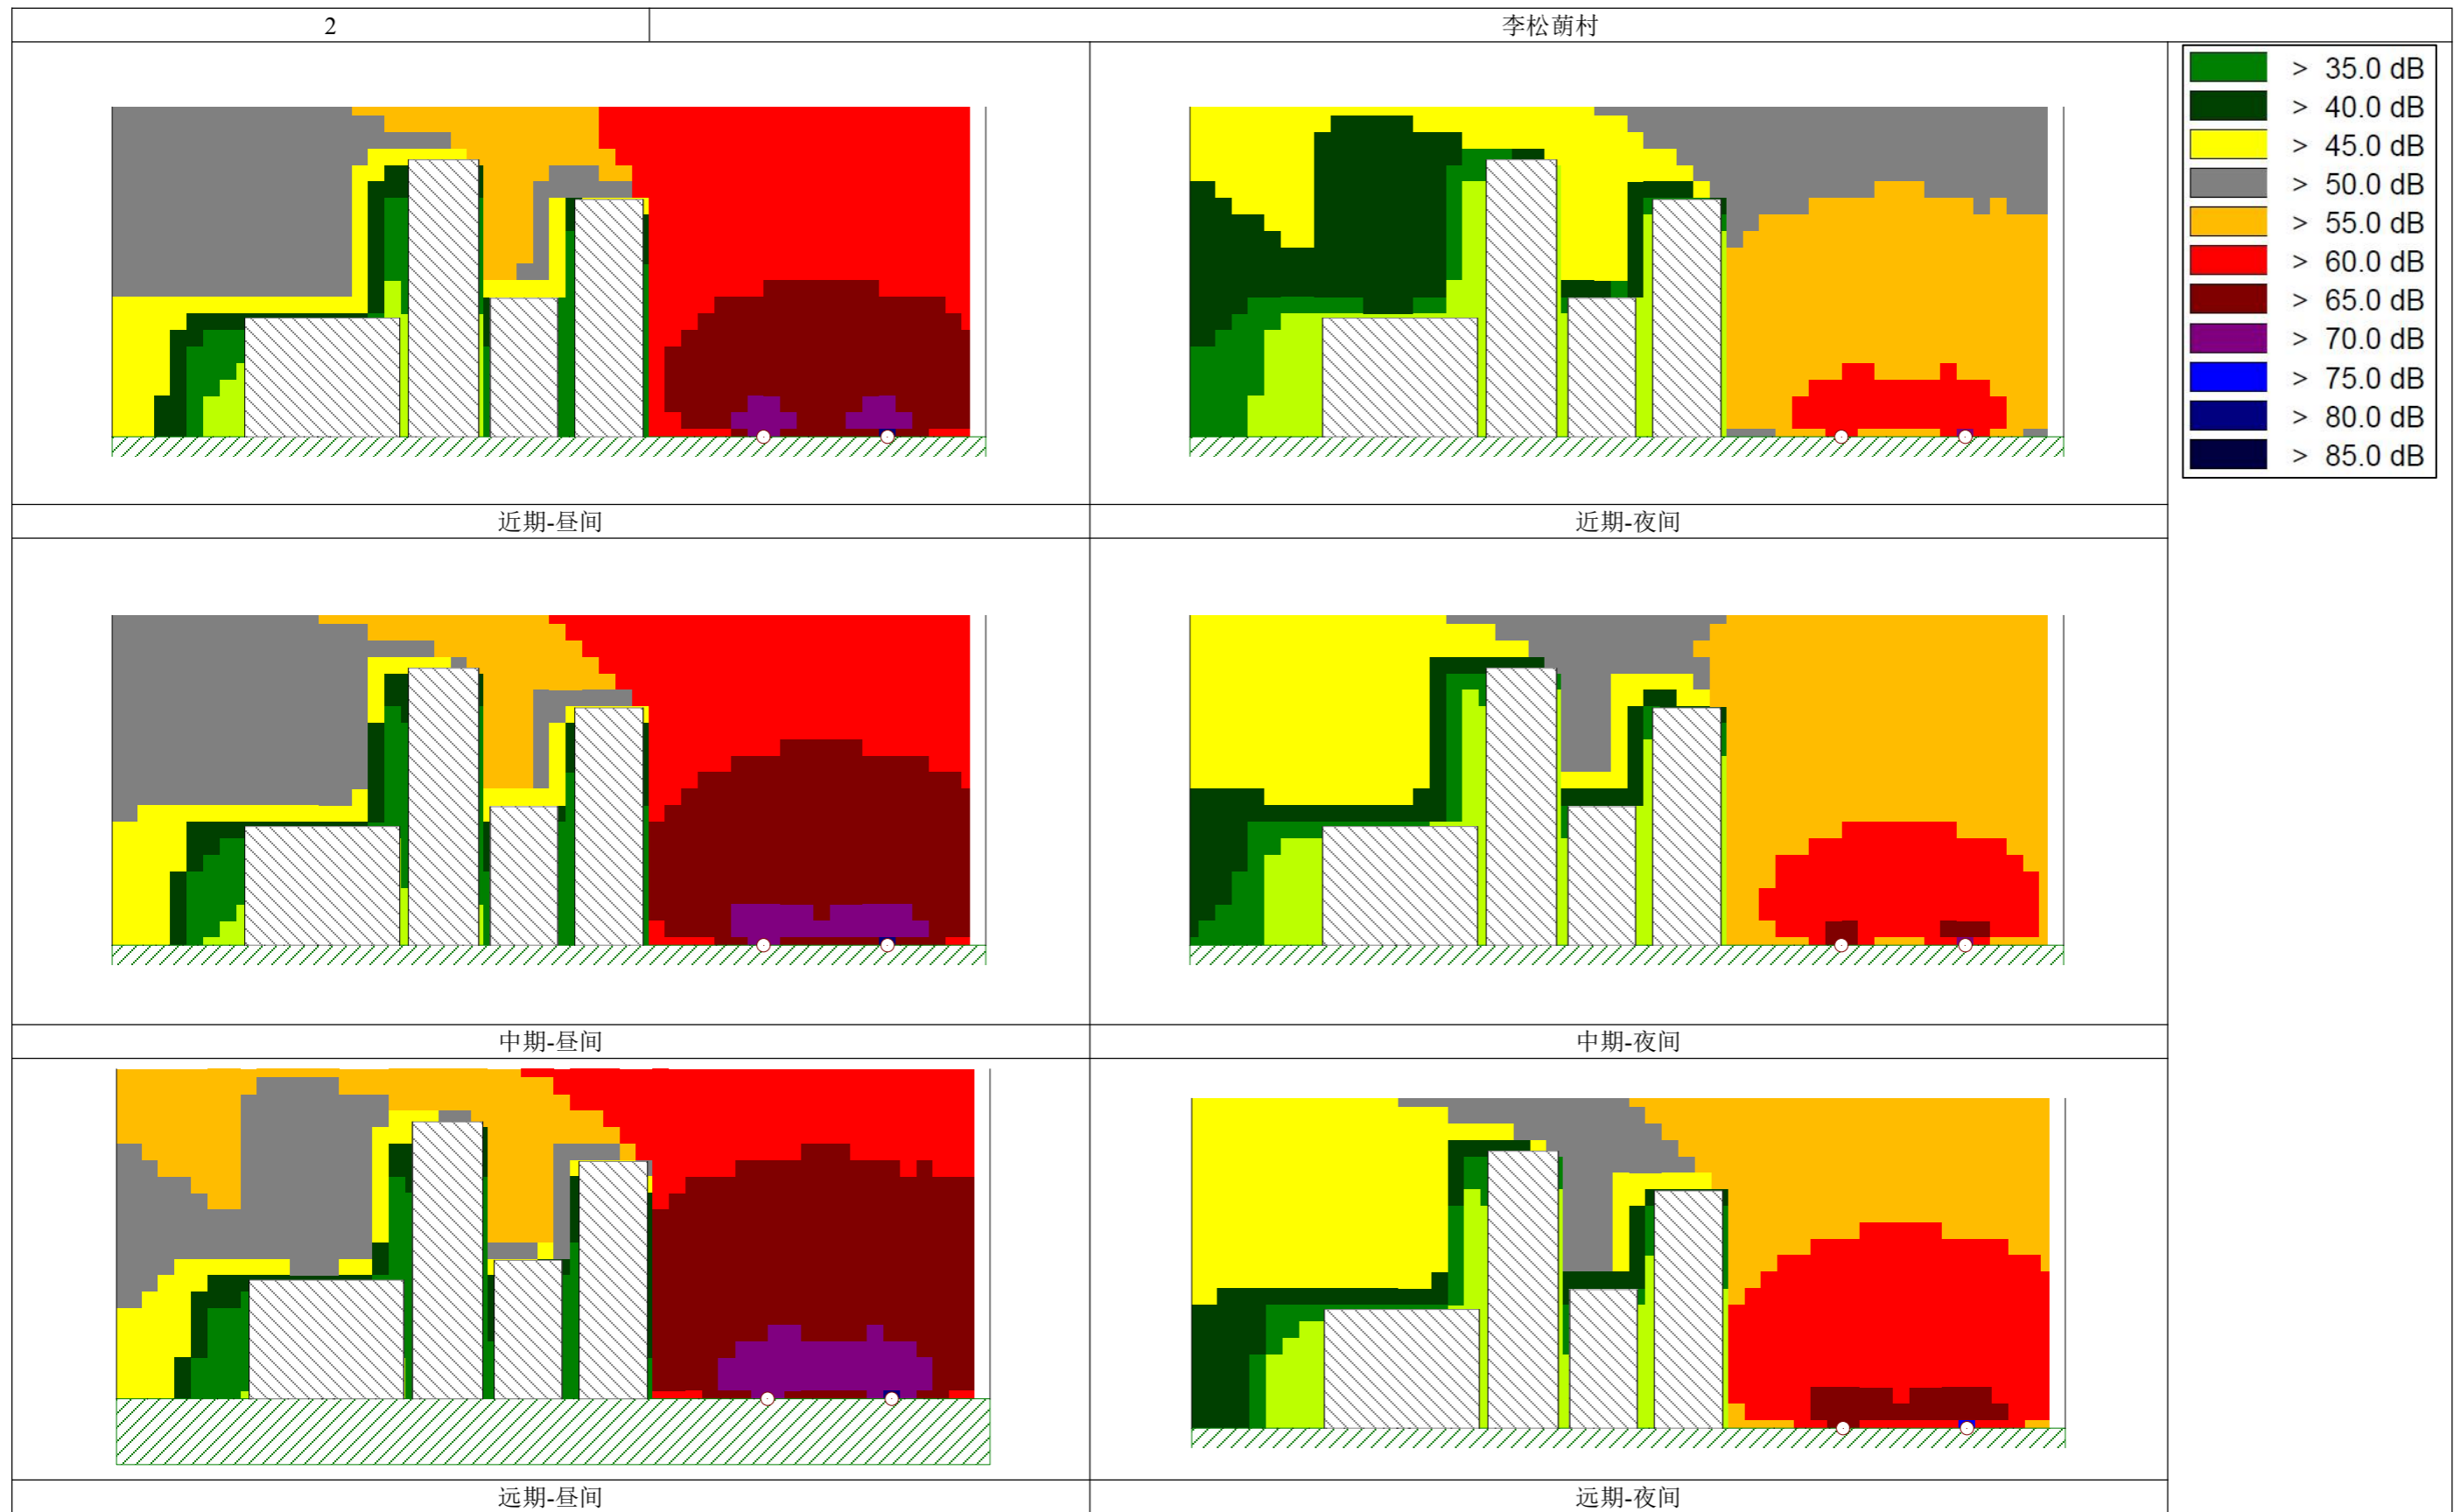 2
李松蓢村
> 35.0 dB
> 40.0 dB
> 45.0 dB
> 50.0 dB
> 55.0 dB
> 60.0 dB
> 65.0 dB
> 70.0 dB
> 75.0 dB
> 80.0 dB
> 85.0 dB
近期-昼间
近期-夜间
中期-昼间
中期-夜间
远期-昼间
远期-夜间